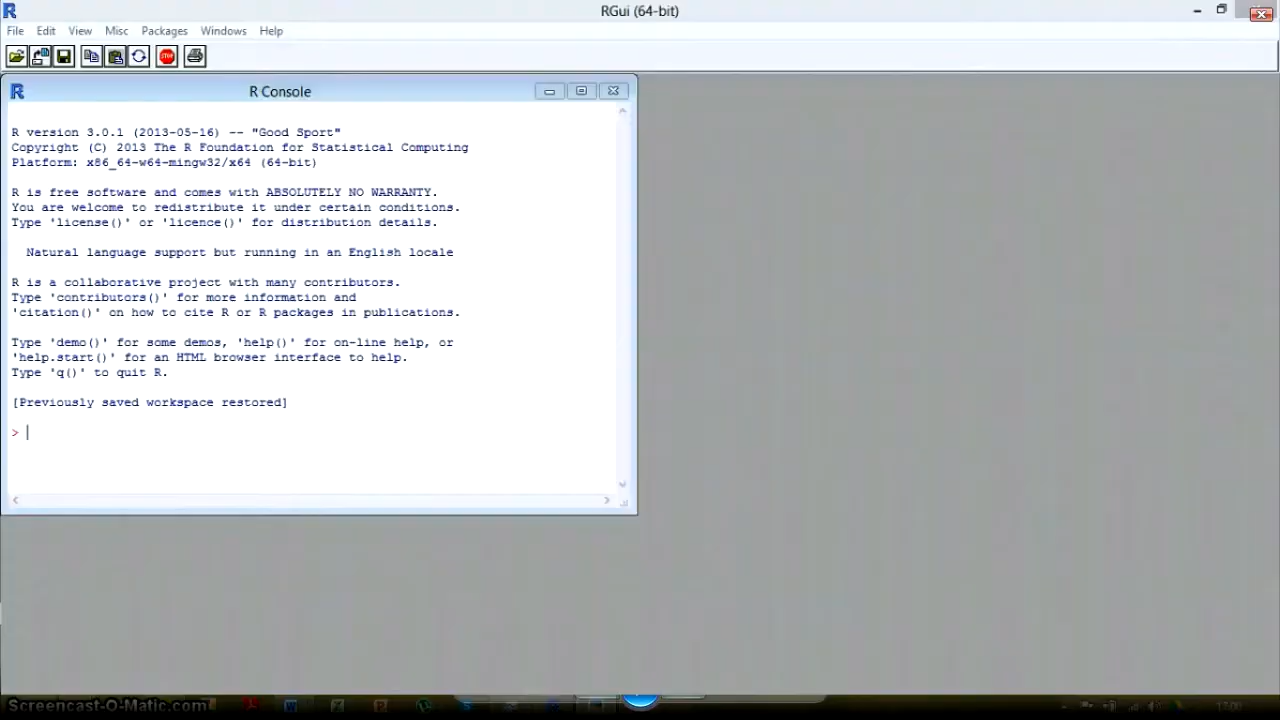 RGui (64-bit)
File Edit View Misc Packages Windows Help
STOP
R Console
R version 3.0.1 (2013-05-16) -- "Good Sport"
Copyright (C) 2013 The R Foundation for Statistical Computing
Platform: x86_64-w64-mingw32/x64 (64-bit)
R is free software and comes with ABSOLUTELY NO WARRANTY.
You are welcome to redistribute it under certain conditions.
Type 'license()' or 'licence()' for distribution details.
Natural language support but running in an English locale
R is a collaborative project with many contributors.
Type 'contributors()' for more information and
'citation()' on how to cite R or R packages in publications.
Type 'demo()' for some demos, 'help()' for on-line help, or
'help.start()' for an HTML browser interface to help.
Type 'q()' to quit R.
[Previously saved workspace restored]
>
Screencast-O-Matic.com